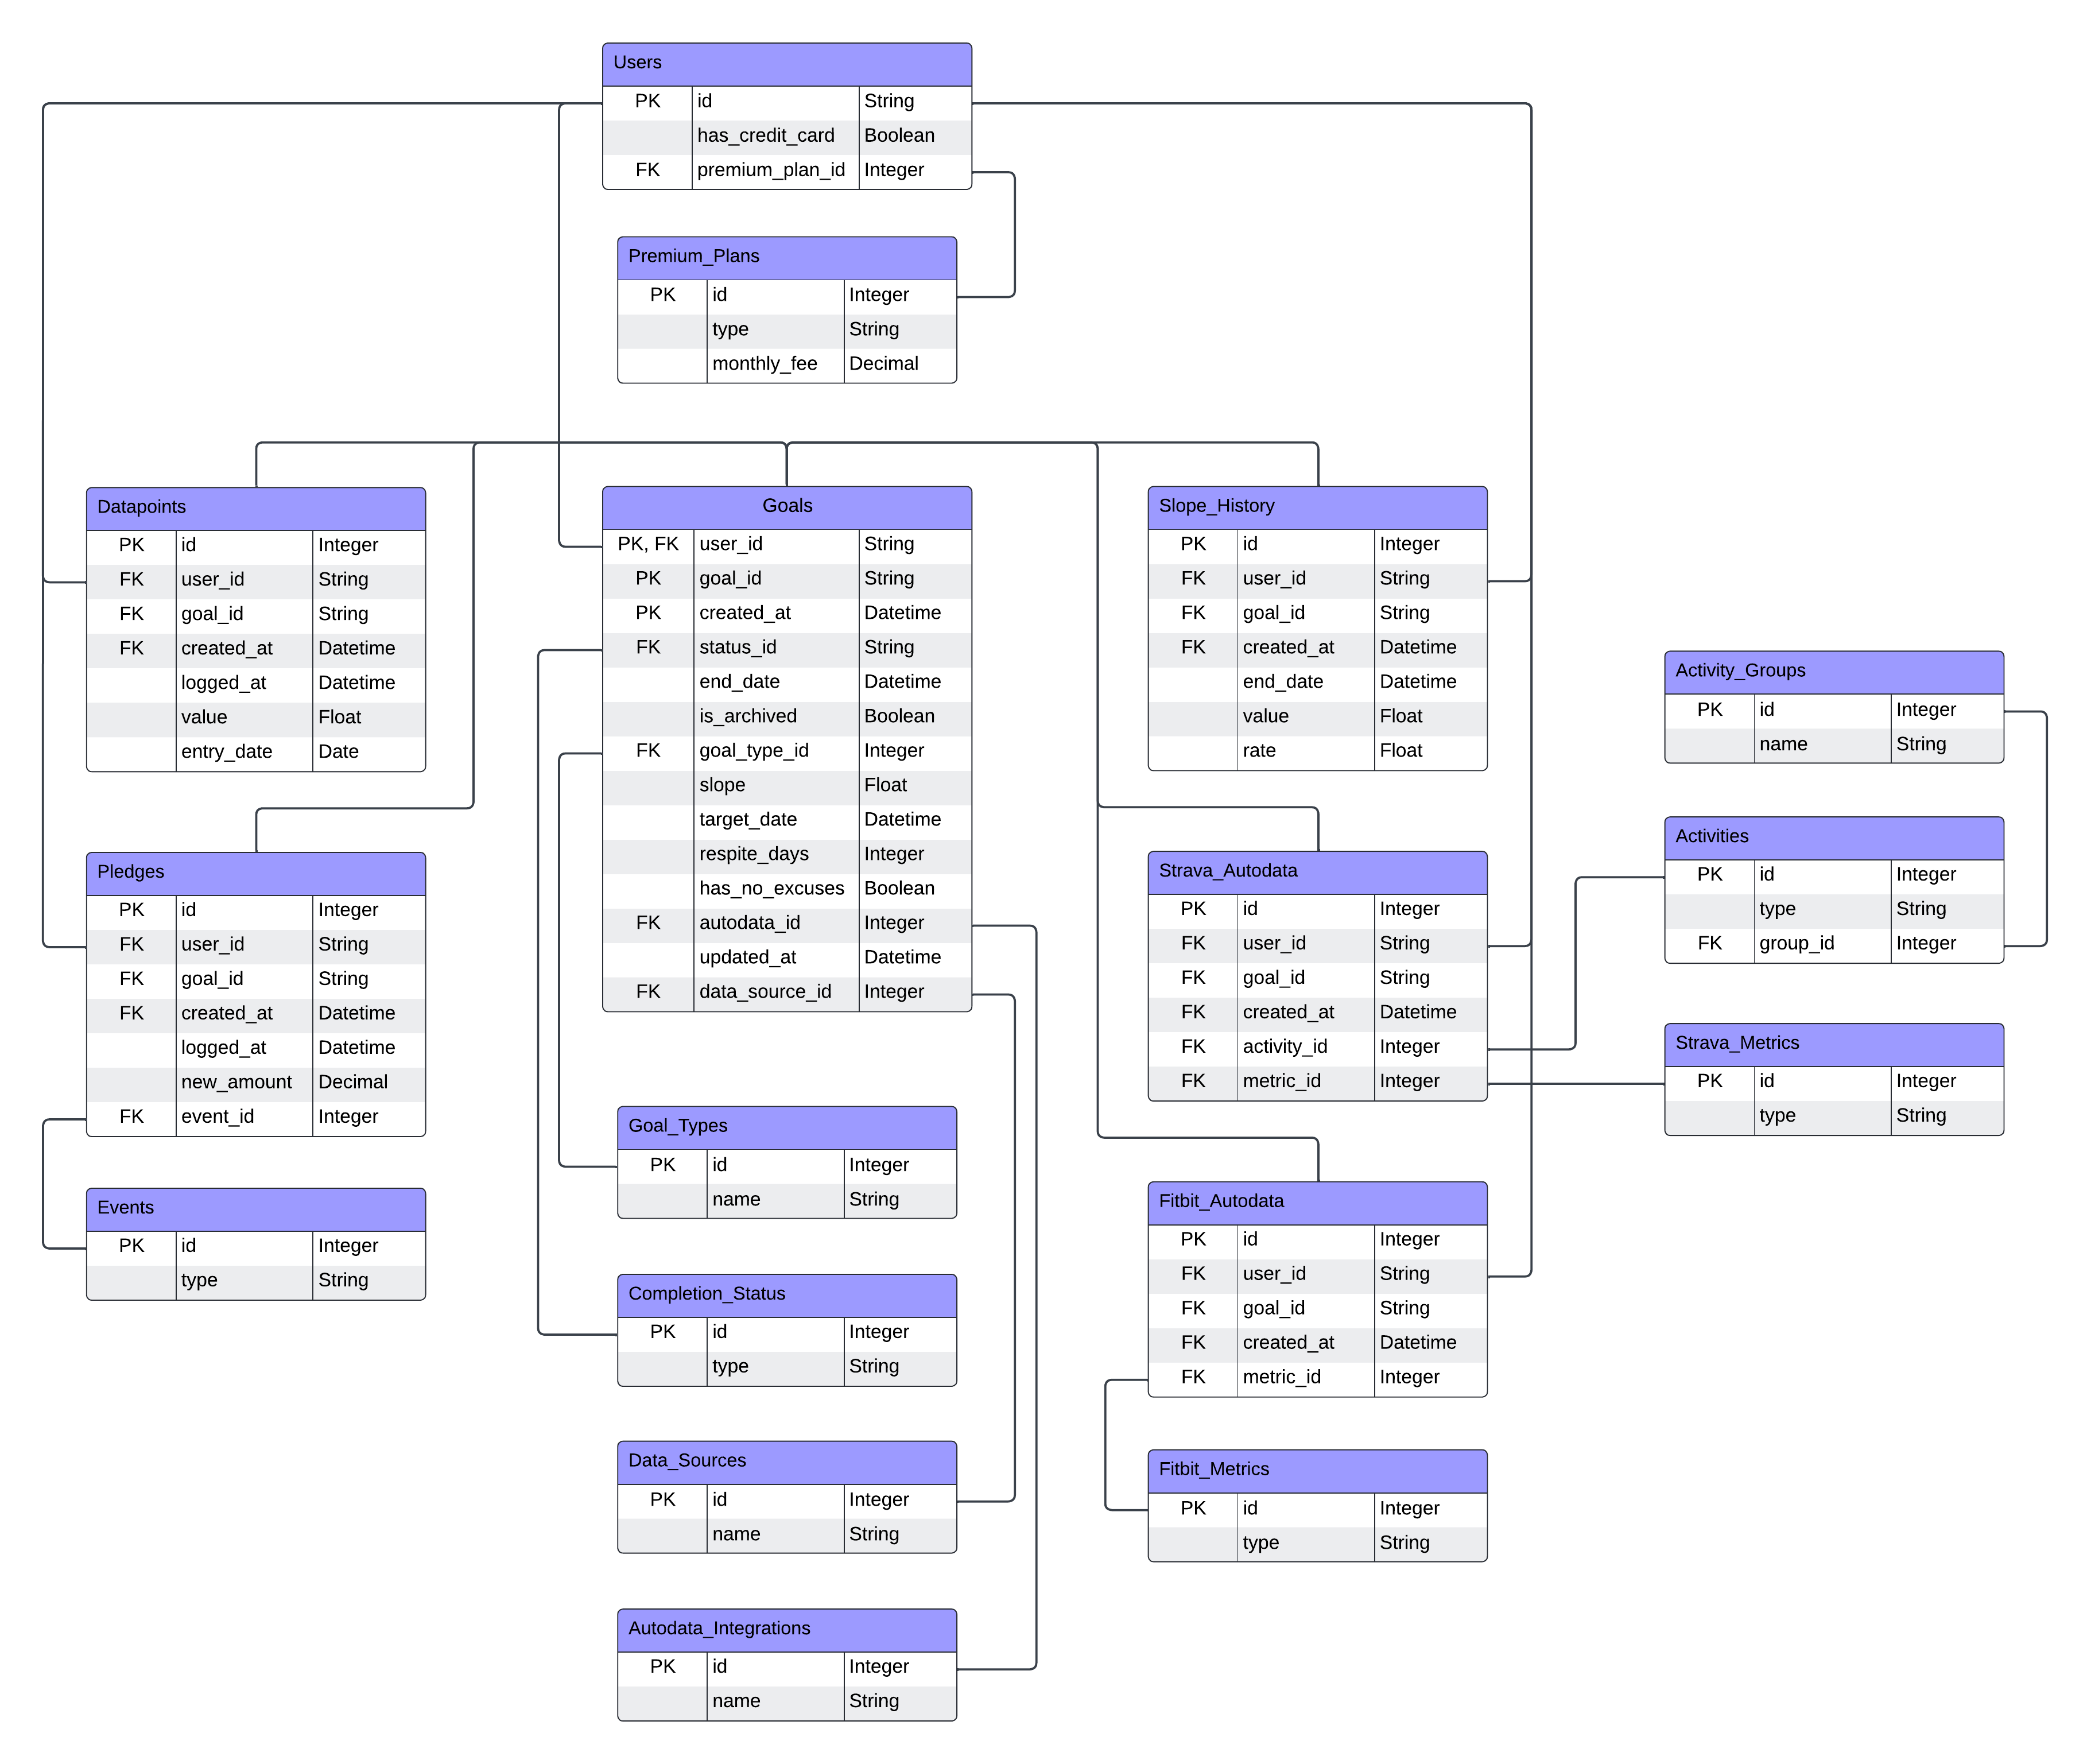 Users
PK id String
has_credit_card Boolean
FK premium_plan_id Integer
Premium_Plans
PK id Integer
type String
monthly_fee Decimal
Datapoints
PK id Integer
FK user_id String
FK goal_id String
FK created_at Datetime
logged_at Datetime
value Float
entry_date Date
Pledges
PK id Integer
FK user_id String
FK goal_id String
FK created_at Datetime
logged_at Datetime
new_amount Decimal
FK event_id Integer
Events
PK id Integer
type String
Goals
PK, FK user_id String
PK goal_id String
PK created_at Datetime
FK status_id String
end_date Datetime
is_archived Boolean
FK goal_type_id Integer
slope Float
target_date Datetime
respite_days Integer
has_no_excuses Boolean
FK autodata_id Integer
updated_at Datetime
FK data_source_id Integer
Goal_Types
PK id Integer
name String
Completion_Status
PK id Integer
type String
Data_Sources
PK id Integer
name String
Autodata_Integrations
PK id Integer
name String
Slope_History
PK id Integer
FK user_id String
FK goal_id String
FK created_at Datetime
end_date Datetime
value Float
rate Float
Strava_Autodata
PK id Integer
FK user_id String
FK goal_id String
FK created_at Datetime
FK activity_id Integer
FK metric_id Integer
Fitbit_Autodata
PK id Integer
FK user_id String
FK goal_id String
FK created_at Datetime
FK metric_id Integer
Fitbit_Metrics
PK id Integer
type String
Activity_Groups
PK id Integer
name String
Activities
PK id Integer
type String
FK group_id Integer
Strava_Metrics
PK id Integer
type String